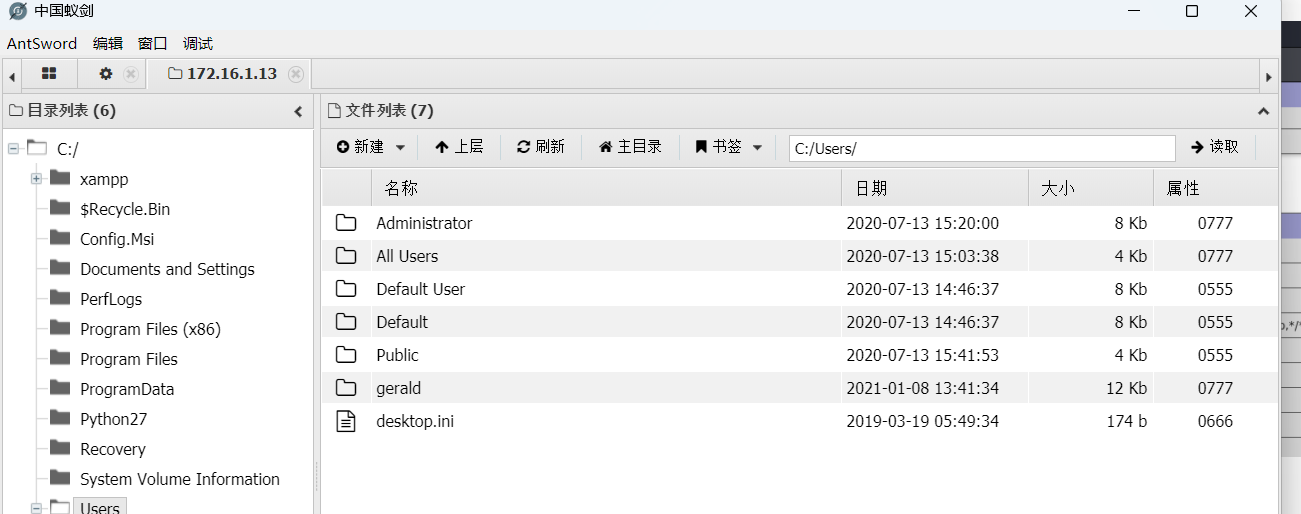 中国蚁剑
AntSword 编辑 窗口 调试
172.16.1.13
目录列表 (6)
文件列表 (7)
新建 上层 刷新 主目录 书签 C:/Users/ 读取
C:/
xampp
$Recycle.Bin
Config.Msi
Documents and Settings
PerfLogs
Program Files (x86)
Program Files
ProgramData
Python27
Recovery
System Volume Information
Users
名称 日期 大小 属性
Administrator 2020-07-13 15:20:00 8 Kb 0777
All Users 2020-07-13 15:03:38 4 Kb 0777
Default User 2020-07-13 14:46:37 8 Kb 0555
Default 2020-07-13 14:46:37 8 Kb 0555
Public 2020-07-13 15:41:53 4 Kb 0555
gerald 2021-01-08 13:41:34 12 Kb 0777
desktop.ini 2019-03-19 05:49:34 174 b 0666